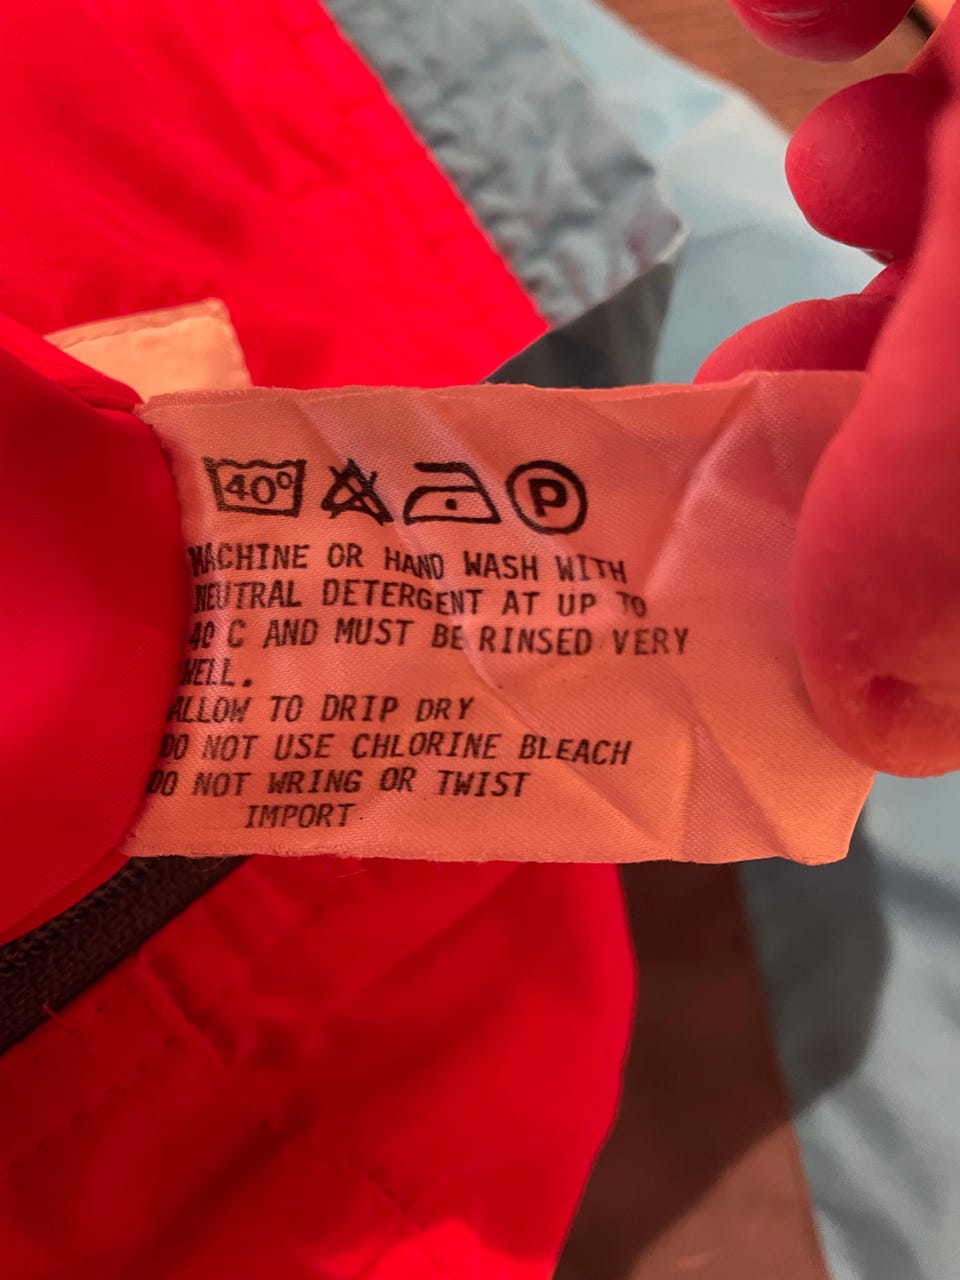 40°
P
MACHINE OR HAND WASH WITH
NEUTRAL DETERGENT AT UP TO
40 C AND MUST BE RINSED VERY
WELL.
ALLOW TO DRIP DRY
DO NOT USE CHLORINE BLEACH
DO NOT WRING OR TWIST
IMPORT